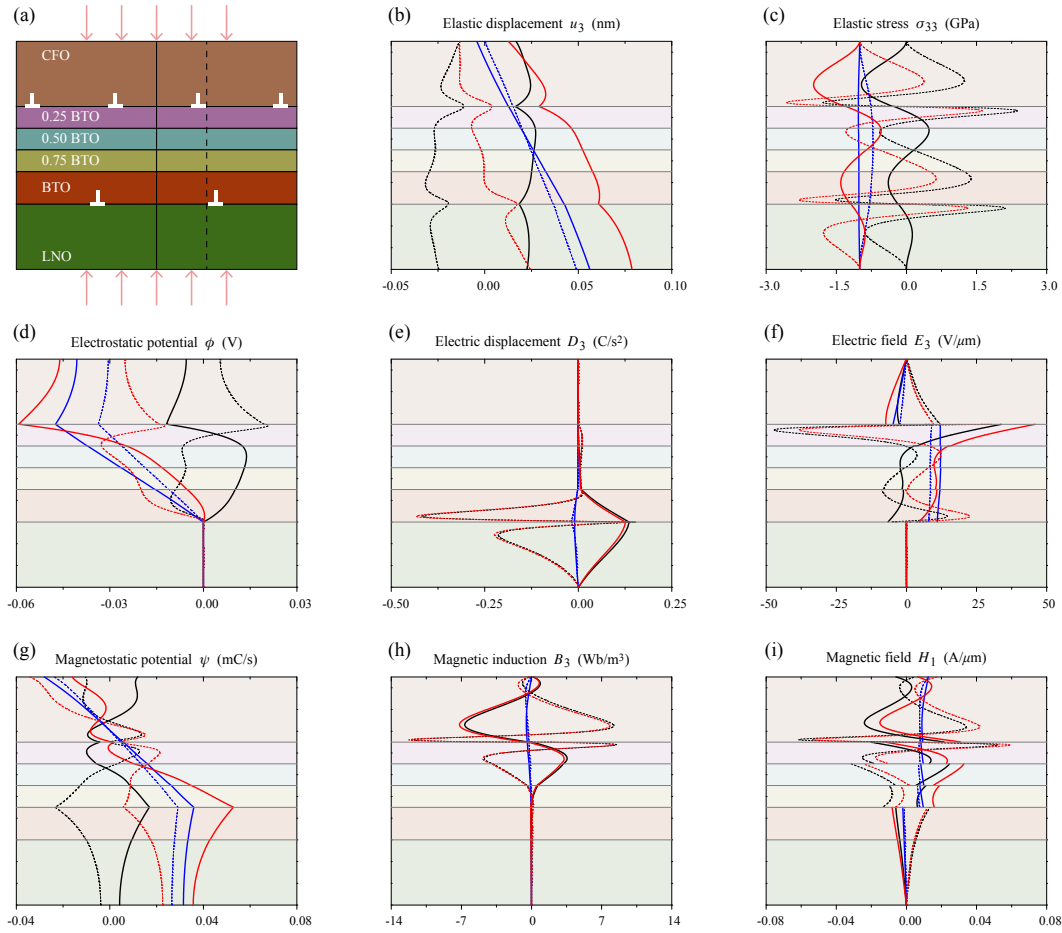 (a)
CFO
0.25 BTO
0.50 BTO
0.75 BTO
BTO
LNO
(b)
Elastic displacement u₃ (nm)
-0.05 0.00 0.05 0.10
(c)
Elastic stress σ₃₃ (GPa)
-3.0 -1.5 0.0 1.5 3.0
(d)
Electrostatic potential ϕ (V)
-0.06 -0.03 0.00 0.03
(e)
Electric displacement D₃ (C/s²)
-0.50 -0.25 0.00 0.25
(f)
Electric field E₃ (V/μm)
-50 -25 0 25 50
(g)
Magnetostatic potential ψ (mC/s)
-0.04 0.00 0.04 0.08
(h)
Magnetic induction B₃ (Wb/m³)
-14 -7 0 7 14
(i)
Magnetic field H₁ (A/μm)
-0.08 -0.04 0.00 0.04 0.08